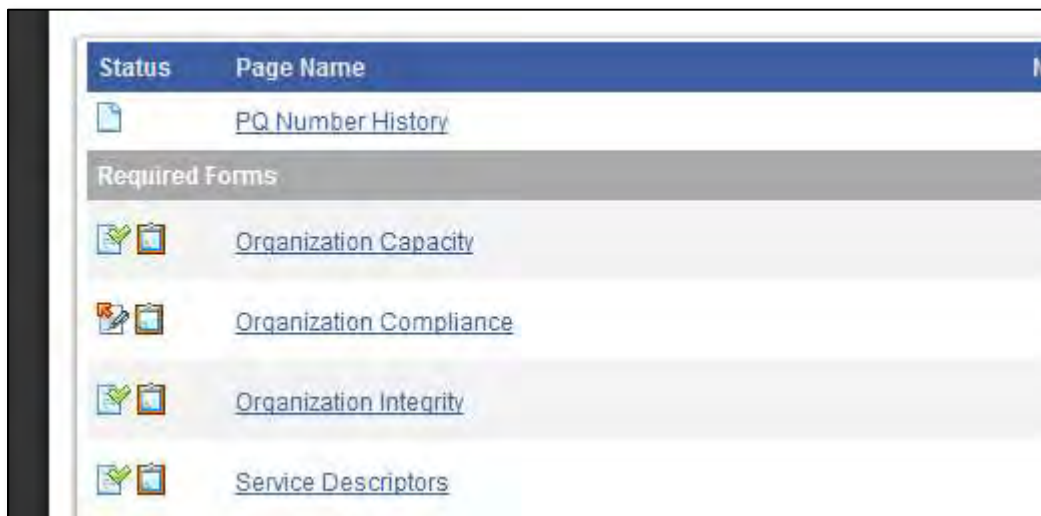 Status Page Name
PQ Number History
Required Forms
Organization Capacity
Organization Compliance
Organization Integrity
Service Descriptors